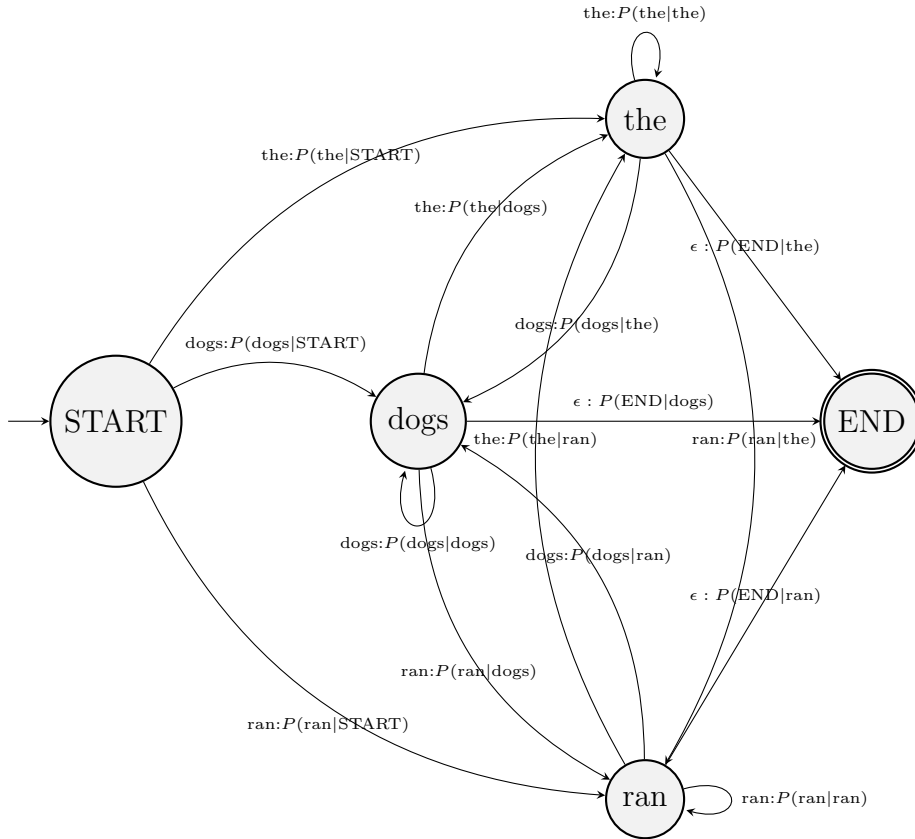 the:P(the|the)
the
the:P(the|START)
the:P(the|dogs)
ϵ : P(END|the)
dogs:P(dogs|the)
dogs:P(dogs|START)
START
dogs
ϵ : P(END|dogs)
END
the:P(the|ran)
ran:P(ran|the)
dogs:P(dogs|dogs)
dogs:P(dogs|ran)
ϵ : P(END|ran)
ran:P(ran|dogs)
ran:P(ran|START)
ran
ran:P(ran|ran)